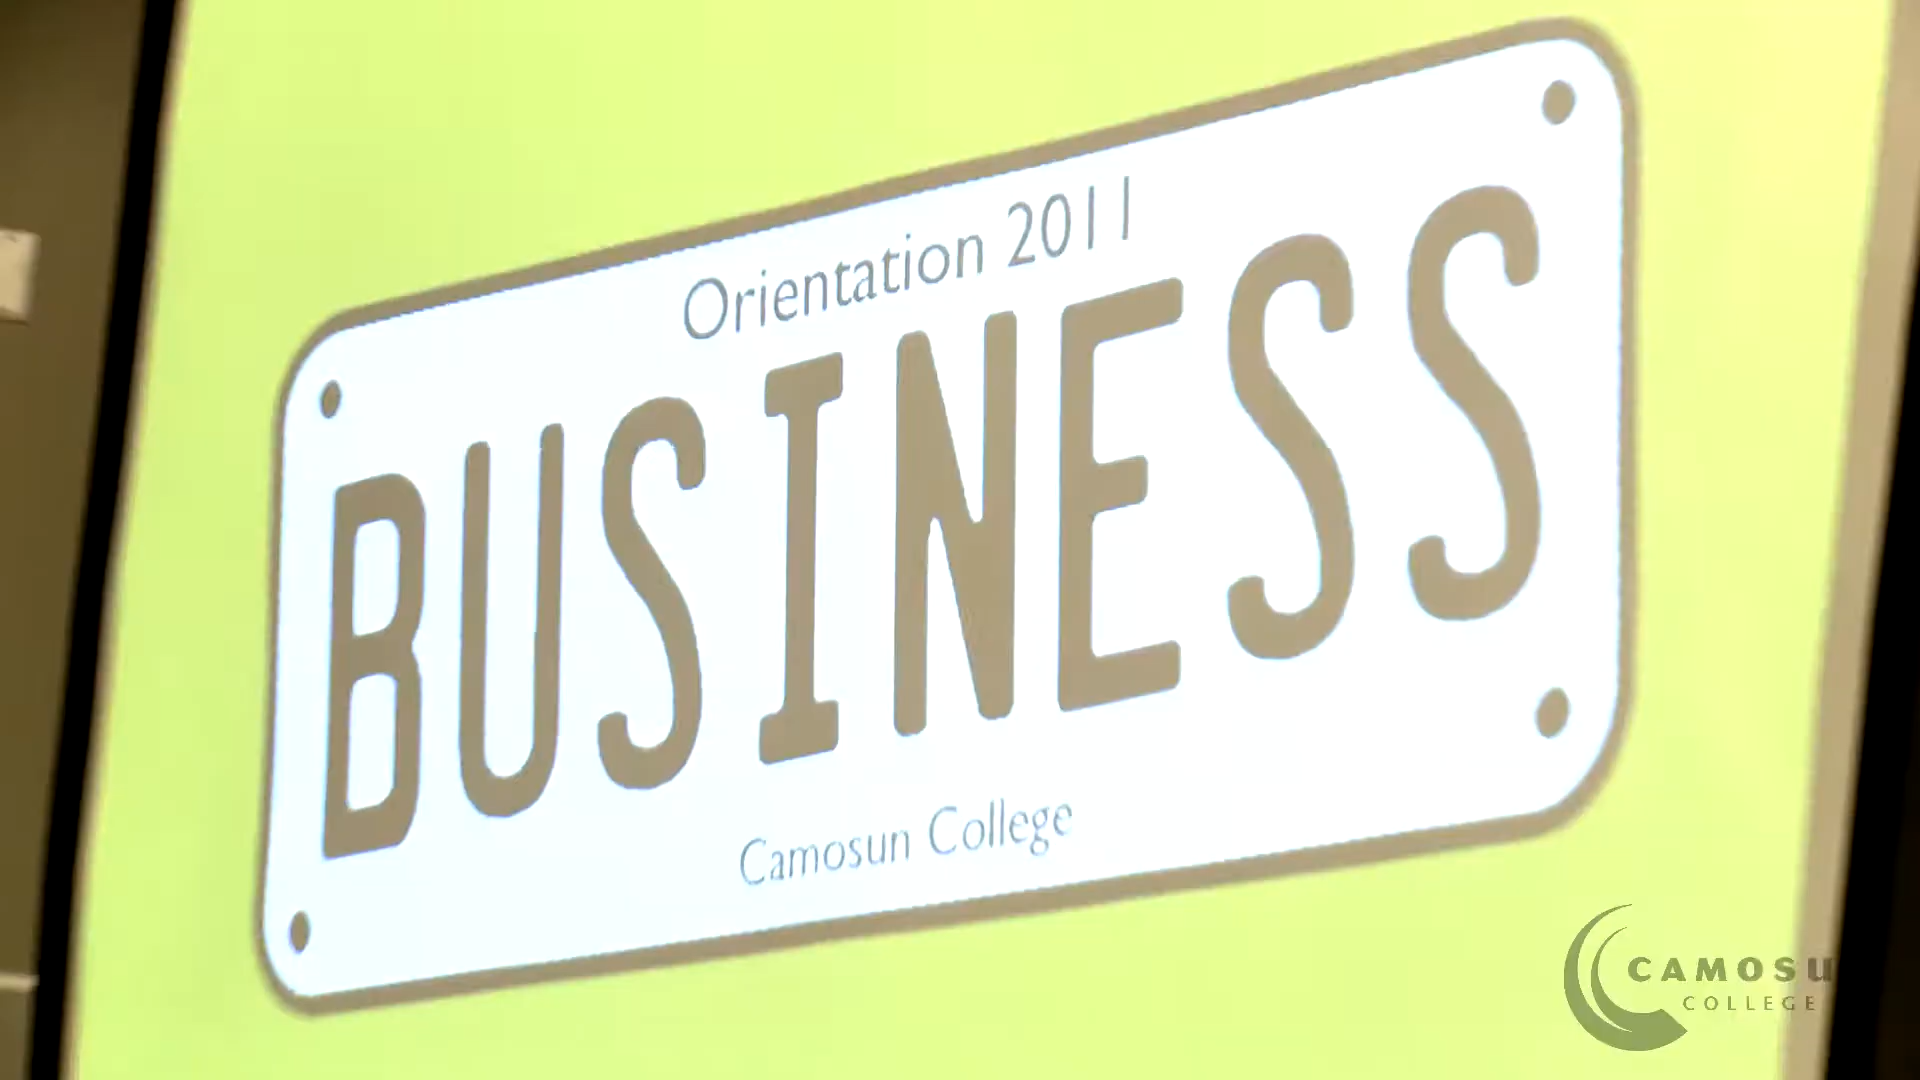 Orientation 2011
BUSINESS
Camosun College
CAMOSU
COLLEGE